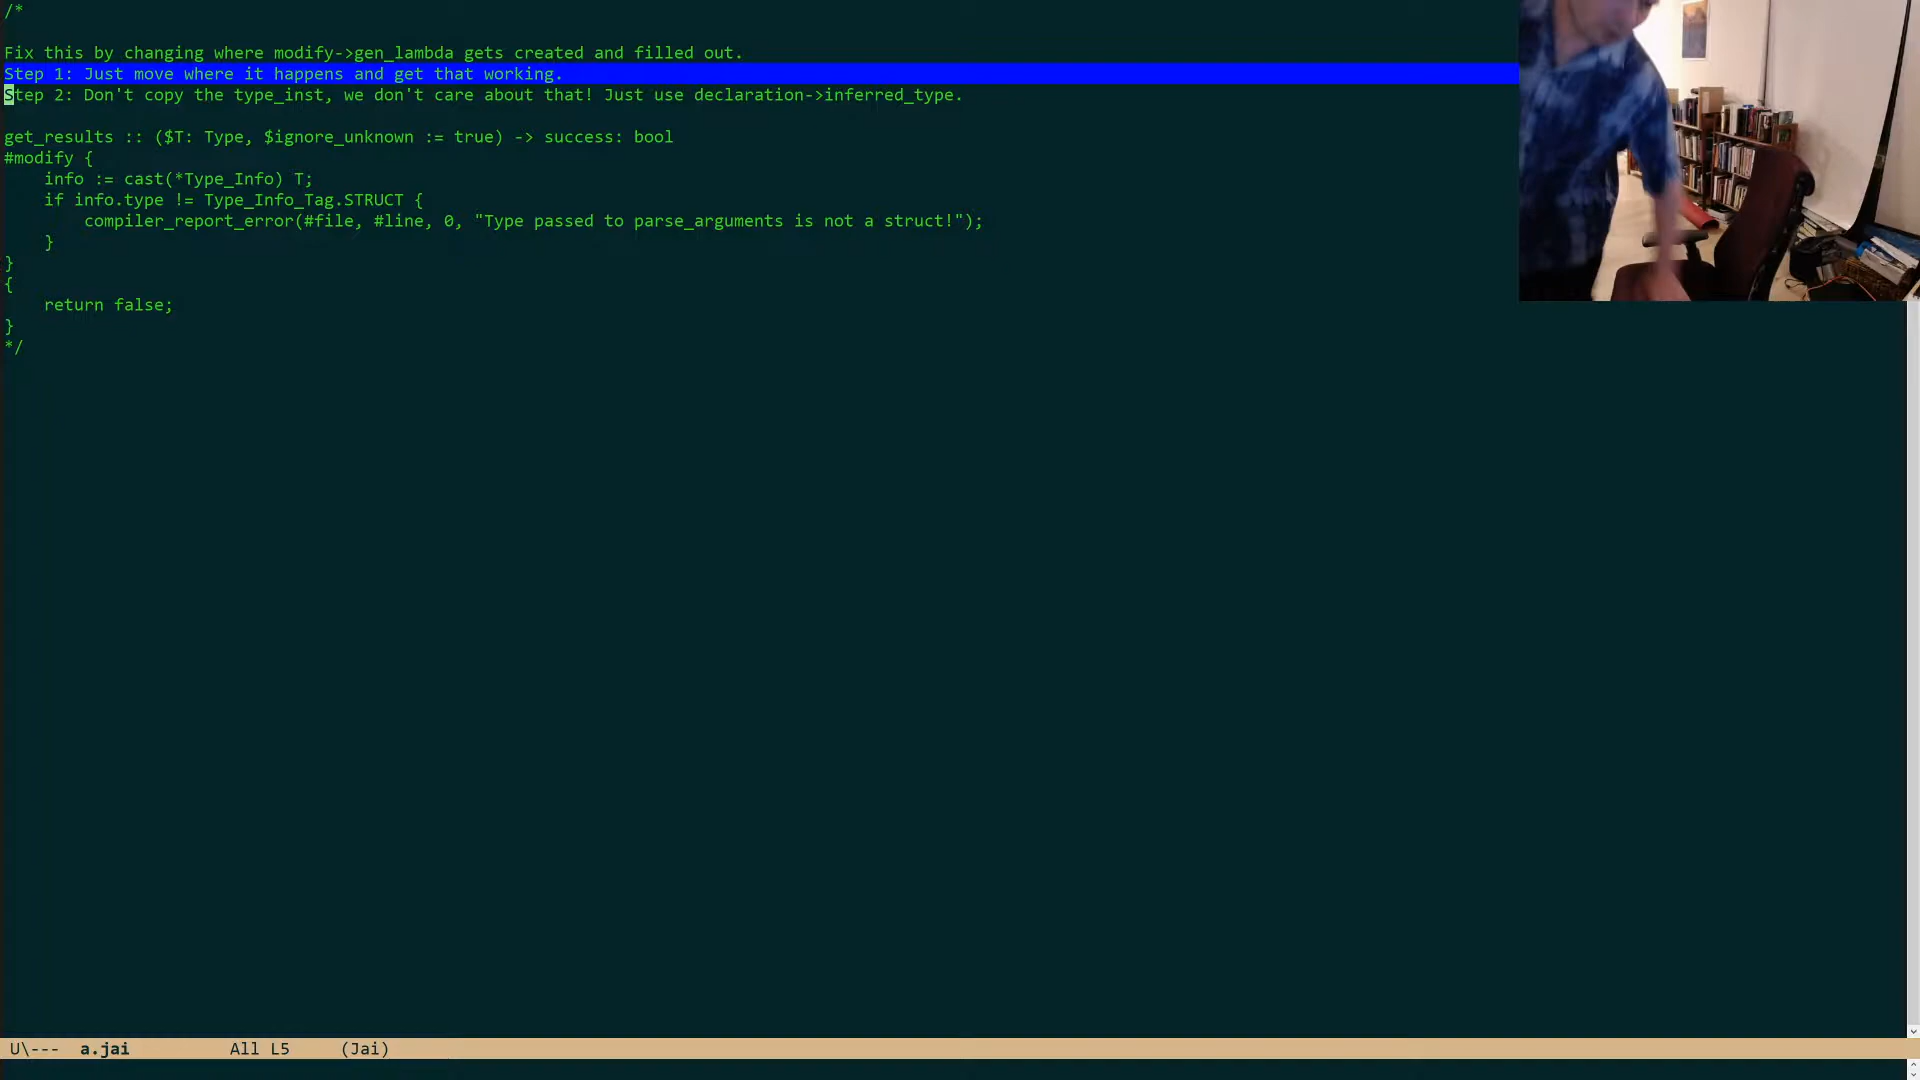 /*
Fix this by changing where modify->gen_lambda gets created and filled out.
Step 1: Just move where it happens and get that working.
Step 2: Don't copy the type_inst, we don't care about that! Just use declaration->inferred_type.
get_results :: ($T: Type, $ignore_unknown := true) -> success: bool
#modify {
    info := cast(*Type_Info) T;
    if info.type != Type_Info_Tag.STRUCT {
        compiler_report_error(#file, #line, 0, "Type passed to parse_arguments is not a struct!");
    }
}
{
    return false;
}
*/
U\--- a.jai All L5 (Jai)